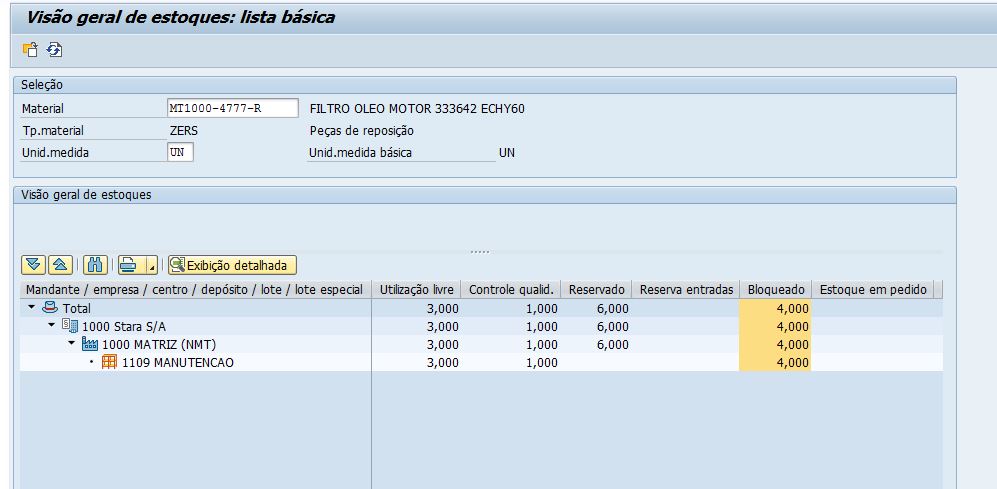 Visão geral de estoques: lista básica
Seleção
Material MT1000-4777-R FILTRO OLEO MOTOR 333642 ECHY60
Tp.material ZERS Peças de reposição
Unid.medida UN Unid.medida básica UN
Visão geral de estoques
Exibição detalhada
Mandante / empresa / centro / depósito / lote / lote especial Utilização livre Controle qualid. Reservado Reserva entradas Bloqueado Estoque em pedido
Total 3,000 1,000 6,000 4,000
1000 Stara S/A 3,000 1,000 6,000 4,000
1000 MATRIZ (NMT) 3,000 1,000 6,000 4,000
1109 MANUTENCAO 3,000 1,000 4,000